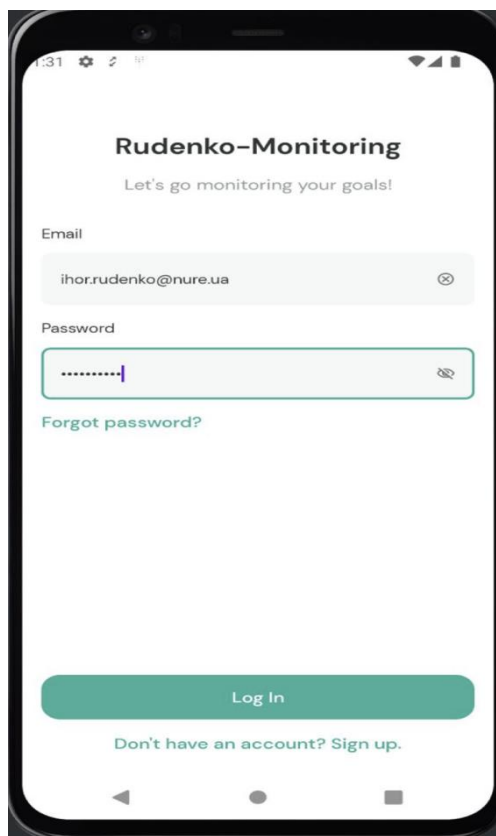 :31
Rudenko-Monitoring
Let's go monitoring your goals!
Email
ihor.rudenko@nure.ua
Password
••••••••••
Forgot password?
Log In
Don't have an account? Sign up.